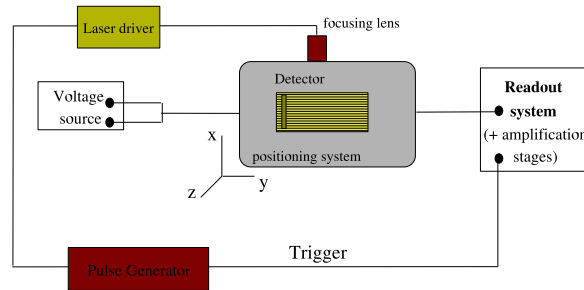 Laser driver
focusing lens
Detector
Voltage
source
Readout
system
(+ amplification
stages)
x
positioning system
y
z
Trigger
Pulse Generator